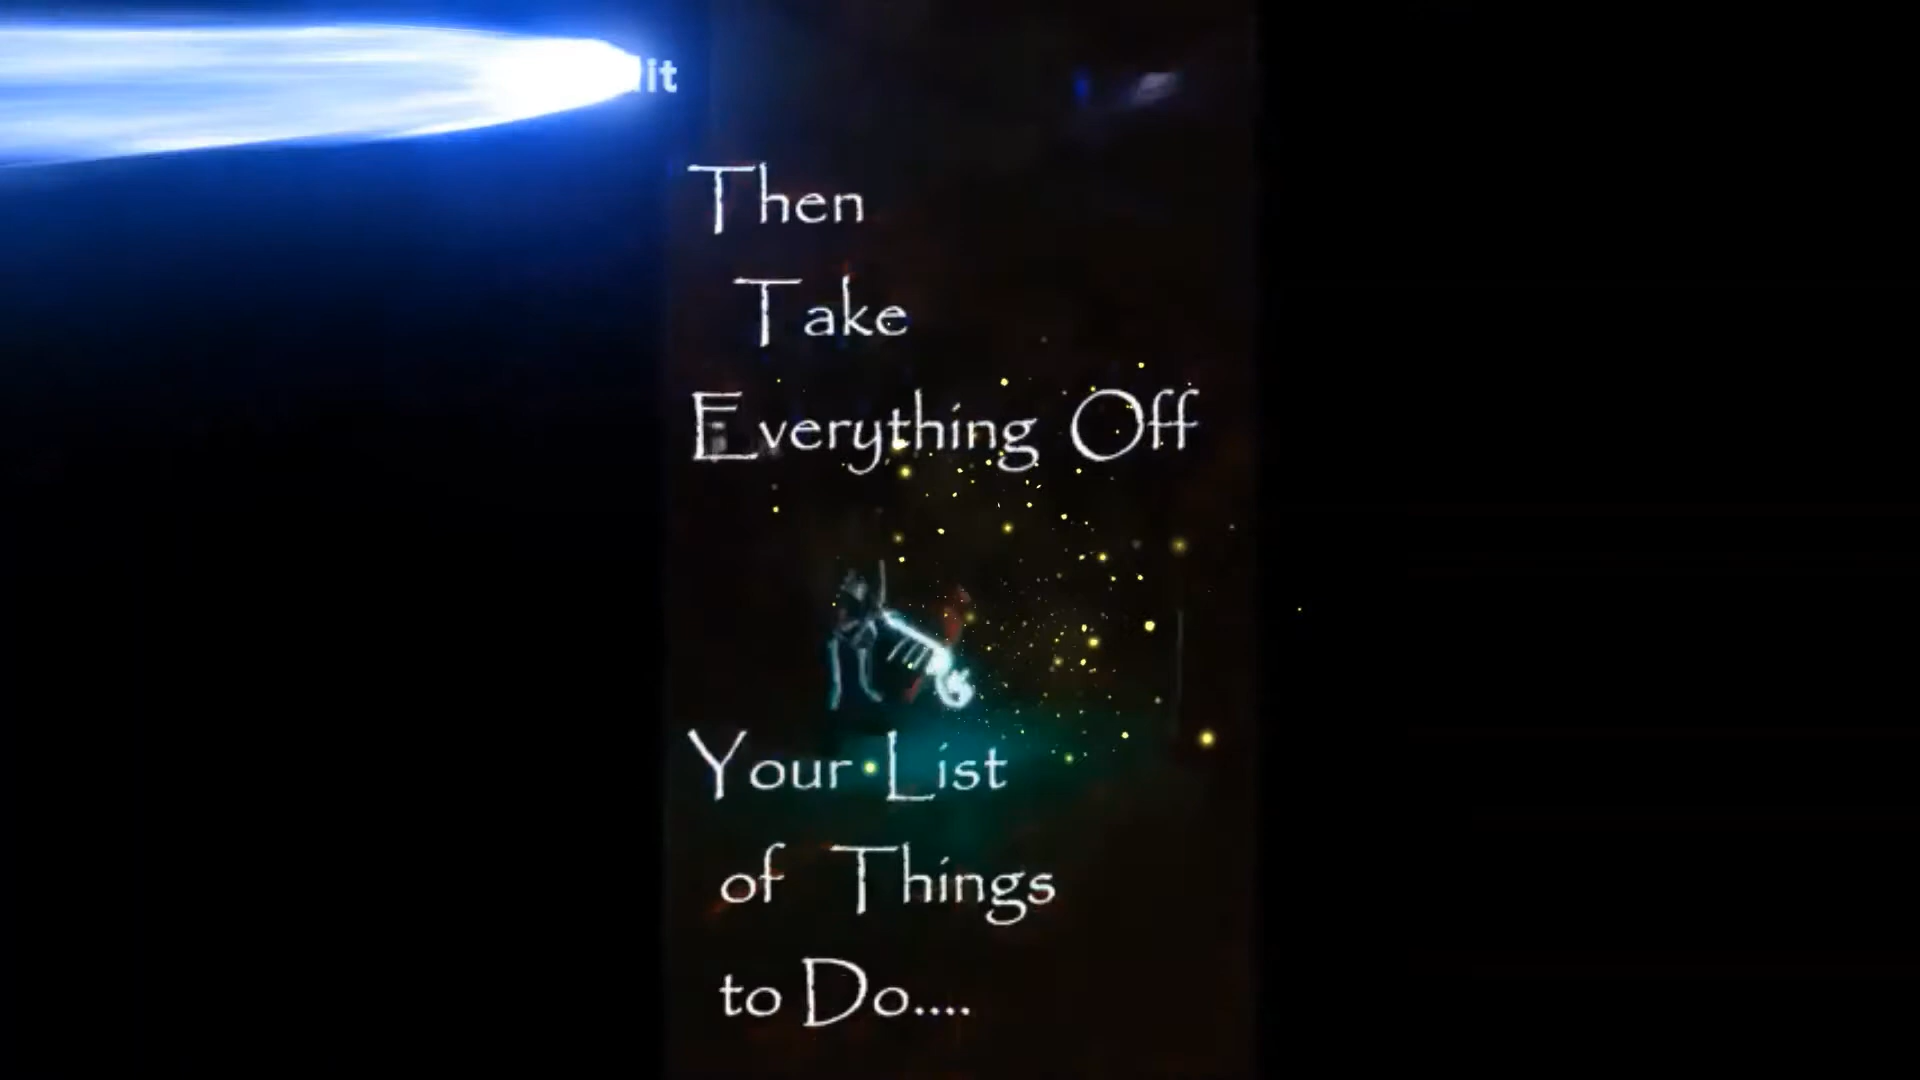 it
Then
Take
Everything Off
Your List
of Things
to Do....